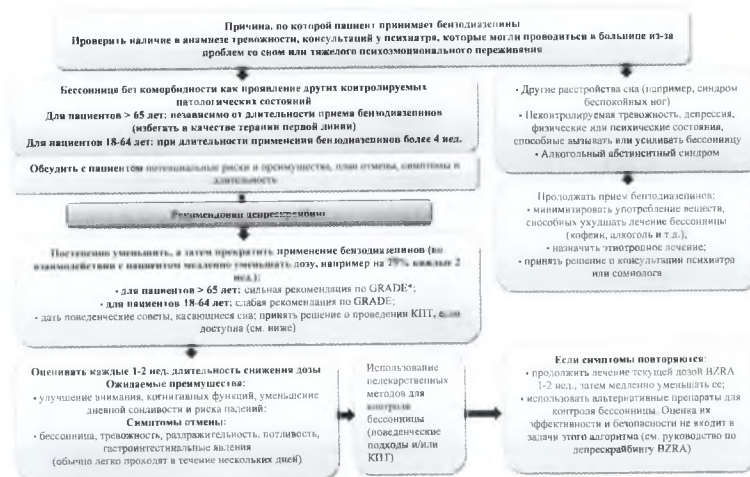 Причина, по которой пациент принимает бензодиазепины
Проверить наличие в анамнезе тревожности, консультаций у психиатра, которые могли проводиться в больнице из-за
проблем со сном или тяжелого психоэмоционального переживания
Бессонница без коморбидности как проявление других контролируемых
патологических состояний
Для пациентов > 65 лет: независимо от длительности приема бензодиазепинов
(избегать в качестве терапии первой линии)
Для пациентов 18-64 лет: при длительности применения бензодиазепинов более 4 нед.
Обсудить с пациентом потенциальные риски и преимущества, план отмены, симптомы и
длительность
Рекомендован депрескрайбинг
Постепенно уменьшить, а затем прекратить применение бензодиазепинов (во
взаимодействии с пациентом медленно уменьшать дозу, например на 25% каждые 2
нед.):
• для пациентов > 65 лет: сильная рекомендация по GRADE*;
• для пациентов 18-64 лет: слабая рекомендация по GRADE;
• дать поведенческие советы, касающиеся сна; принять решение о проведении КПТ, если
доступна (см. ниже)
Оценивать каждые 1-2 нед. длительность снижения дозы
Ожидаемые преимущества:
• улучшение внимания, когнитивных функций, уменьшение
дневной сонливости и риска падений;
Симптомы отмены:
• бессонница, тревожность, раздражительность, потливость,
гастроинтестинальные явления
(обычно легко проходят в течение нескольких дней)
Использование
нелекарственных
методов для
контроля
бессонницы
(поведенческие
подходы и/или
КПТ)
• Другие расстройства сна (например, синдром
беспокойных ног)
• Неконтролируемая тревожность, депрессия,
физические или психические состояния,
способные вызывать или усиливать бессонницу
• Алкогольный абстинентный синдром
Продолжать прием бензодиазепинов:
• минимизировать употребление веществ,
способных ухудшать лечение бессонницы
(кофеин, алкоголь и т.д.);
• назначить этиотропное лечение;
• принять решение о консультации психиатра
или сомнолога
Если симптомы повторяются:
• продолжить лечение текущей дозой BZRA
1-2 нед., затем медленно уменьшать ее;
• использовать альтернативные препараты для
контроля бессонницы. Оценка их
эффективности и безопасности не входит в
задачи этого алгоритма (см. руководство по
депрескрайбингу BZRA)